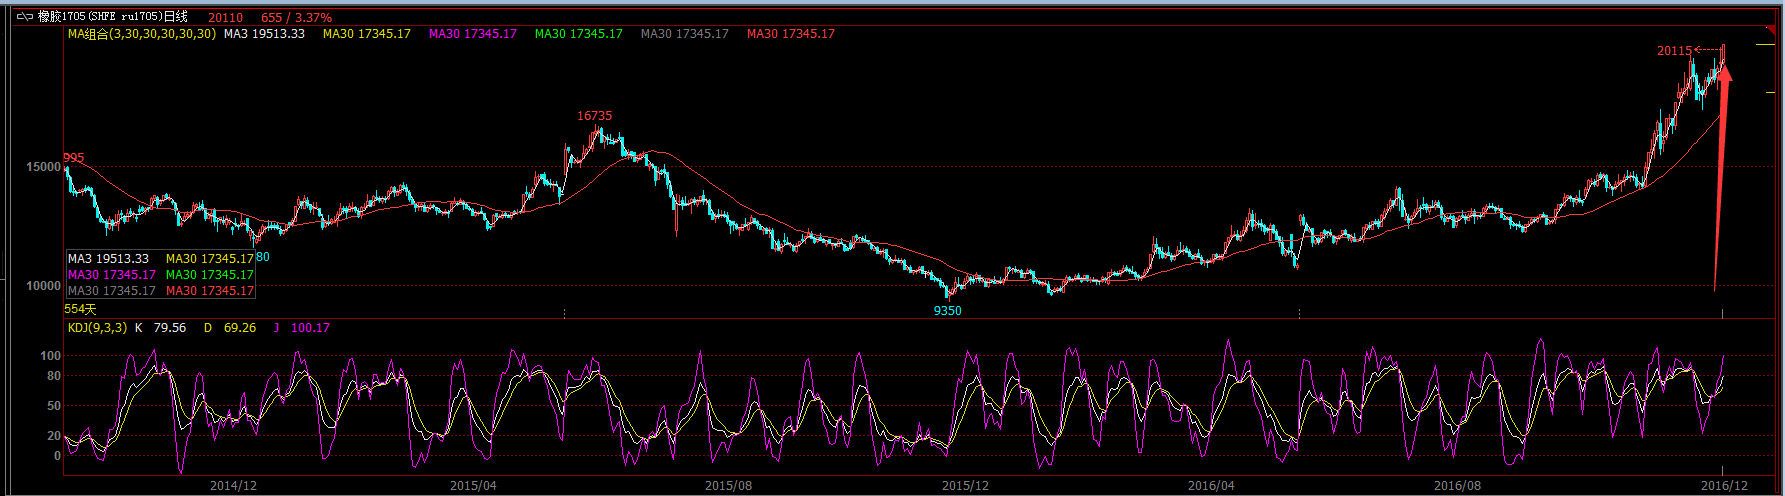 橡胶1705(SHFE ru1705)日线 20110 655 / 3.37%
MA组合(3,30,30,30,30,30) MA3 19513.33 MA30 17345.17 MA30 17345.17 MA30 17345.17 MA30 17345.17 MA30 17345.17
20115
16735
995
15000
MA3 19513.33 MA30 17345.17 80
MA30 17345.17 MA30 17345.17
MA30 17345.17 MA30 17345.17
10000
9350
554天
KDJ(9,3,3) K 79.56 D 69.26 J 100.17
100
80
50
20
0
2014/12 2015/04 2015/08 2015/12 2016/04 2016/08 2016/12